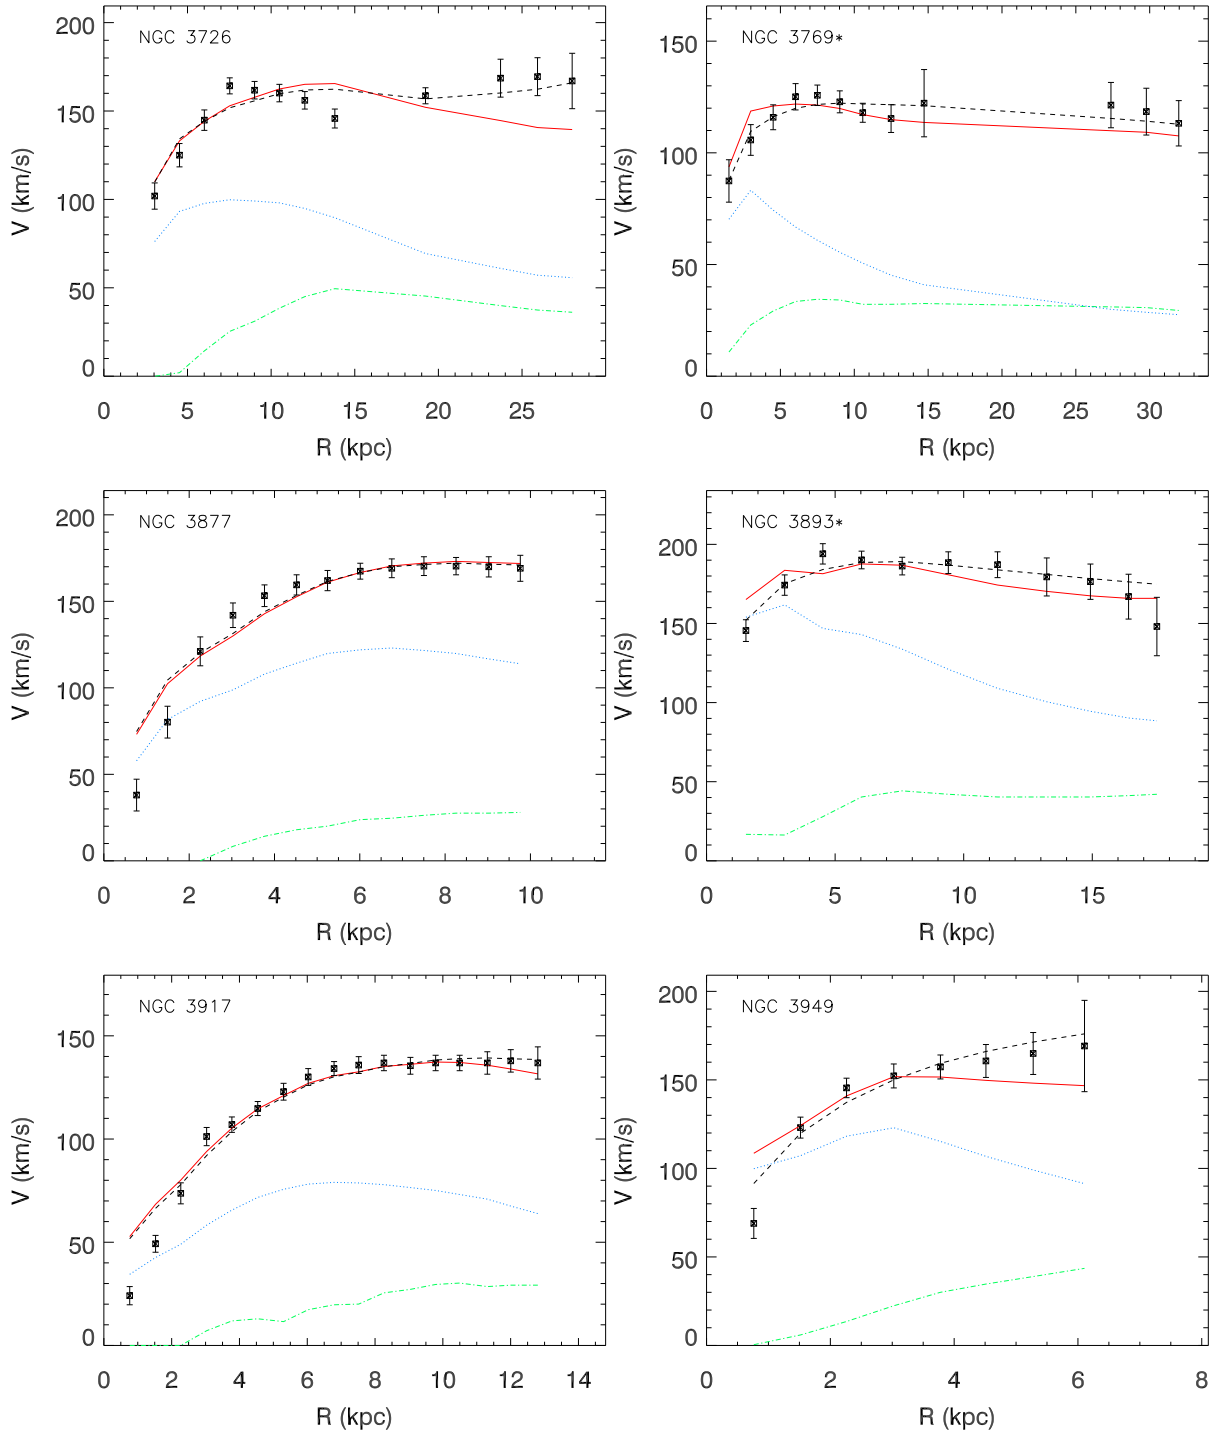 NGC 3726
V (km/s)
200
150
100
50
0
0 5 10 15 20 25
R (kpc)
NGC 3769*
V (km/s)
150
100
50
0
0 5 10 15 20 25 30
R (kpc)
NGC 3877
V (km/s)
200
150
100
50
0
0 2 4 6 8 10
R (kpc)
NGC 3893*
V (km/s)
200
150
100
50
0
0 5 10 15
R (kpc)
NGC 3917
V (km/s)
150
100
50
0
0 2 4 6 8 10 12 14
R (kpc)
NGC 3949
V (km/s)
200
150
100
50
0
0 2 4 6 8
R (kpc)